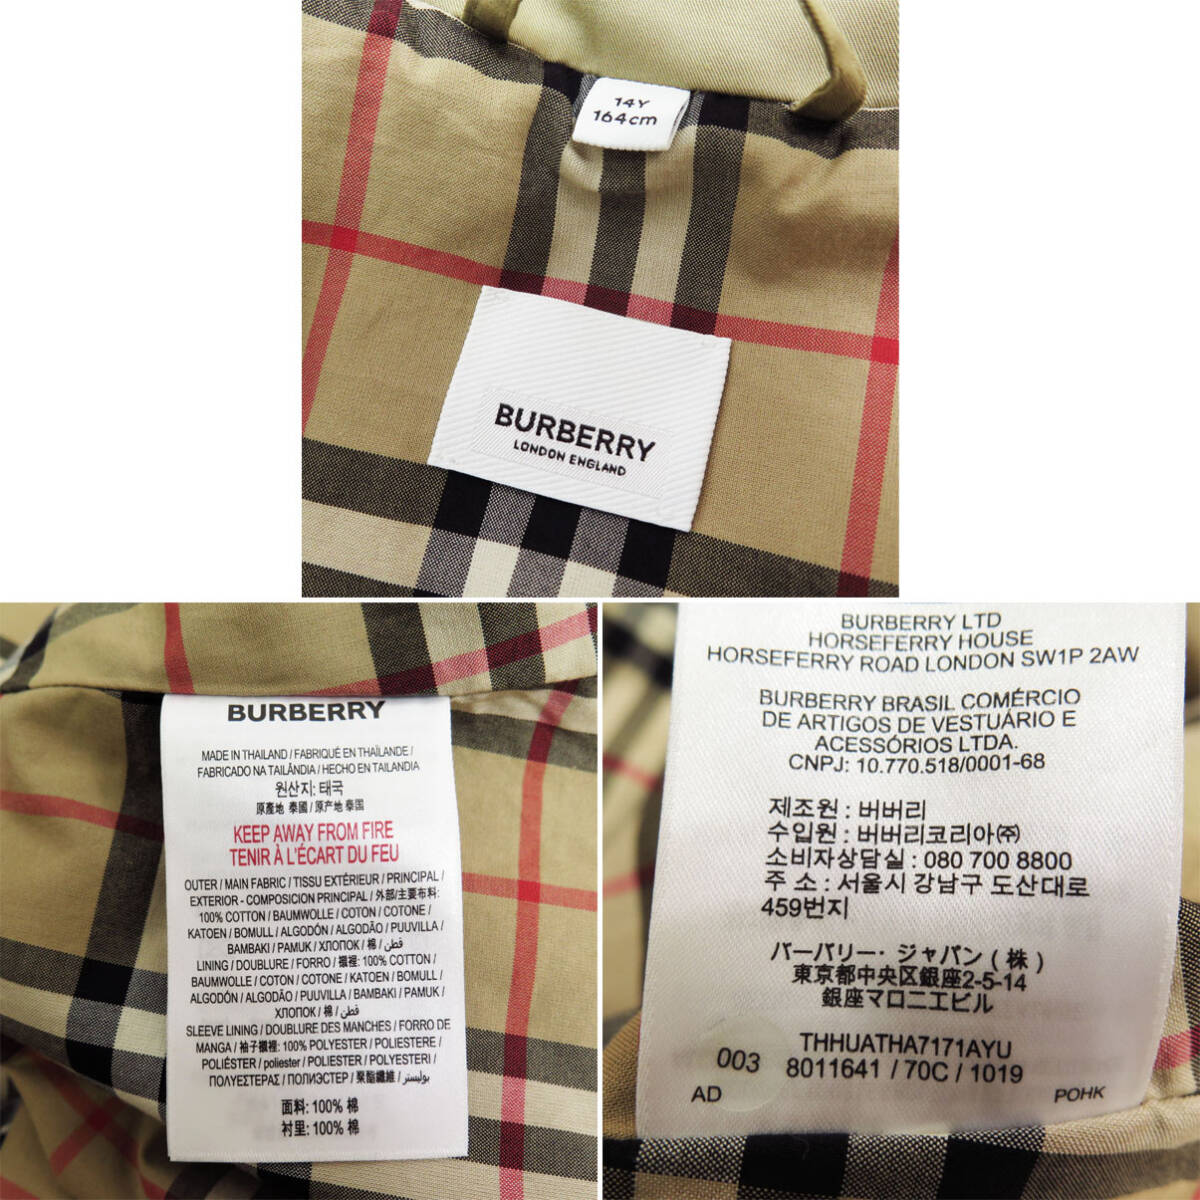 14Y
164cm
BURBERRY
LONDON ENGLAND
BURBERRY
MADE IN THAILAND / FABRIQUÉ EN THAÏLANDE /
FABRICADO NA TAILÂNDIA / HECHO EN TAILANDIA
원산지: 태국
原產地 泰國 / 原产地 泰国
KEEP AWAY FROM FIRE
TENIR À L'ÉCART DU FEU
OUTER / MAIN FABRIC / TISSU EXTÉRIEUR / PRINCIPAL /
EXTERIOR - COMPOSICION PRINCIPAL / 外部/主要布料:
100% COTTON / BAUMWOLLE / COTON / COTONE /
KATOEN / BOMULL / ALGODÓN / ALGODÃO / PUUVILLA /
BAMBAKI / PAMUK / ХЛОПОК / 棉 / قطن /
LINING / DOUBLURE / FORRO / 襯裡: 100% COTTON /
BAUMWOLLE / COTON / COTONE / KATOEN / BOMULL /
ALGODÓN / ALGODÃO / PUUVILLA / BAMBAKI / PAMUK /
ХЛОПОК / 棉 / قطن /
SLEEVE LINING / DOUBLURE DES MANCHES / FORRO DE
MANGA / 袖子襯裡: 100% POLYESTER / POLIESTERE /
POLIÉSTER / poliester / POLIESTER / POLYESTERI /
ΠΟΛΥΕΣΤΕΡΑΣ / ПОЛИЭСТЕР / 聚酯纖維 / بوليستر /
面料: 100% 棉
衬里: 100% 棉
BURBERRY LTD
HORSEFERRY HOUSE
HORSEFERRY ROAD LONDON SW1P 2AW
BURBERRY BRASIL COMÉRCIO
DE ARTIGOS DE VESTUÁRIO E
ACESSÓRIOS LTDA.
CNPJ: 10.770.518/0001-68
제조원 : 버버리
수입원 : 버버리코리아㈜
소비자상담실 : 080 700 8800
주 소 : 서울시 강남구 도산대로
459번지
バーバリー・ジャパン ( 株 )
東京都中央区銀座2-5-14
銀座マロニエビル
THHUATHA7171AYU
003 8011641 / 70C / 1019
AD POHK